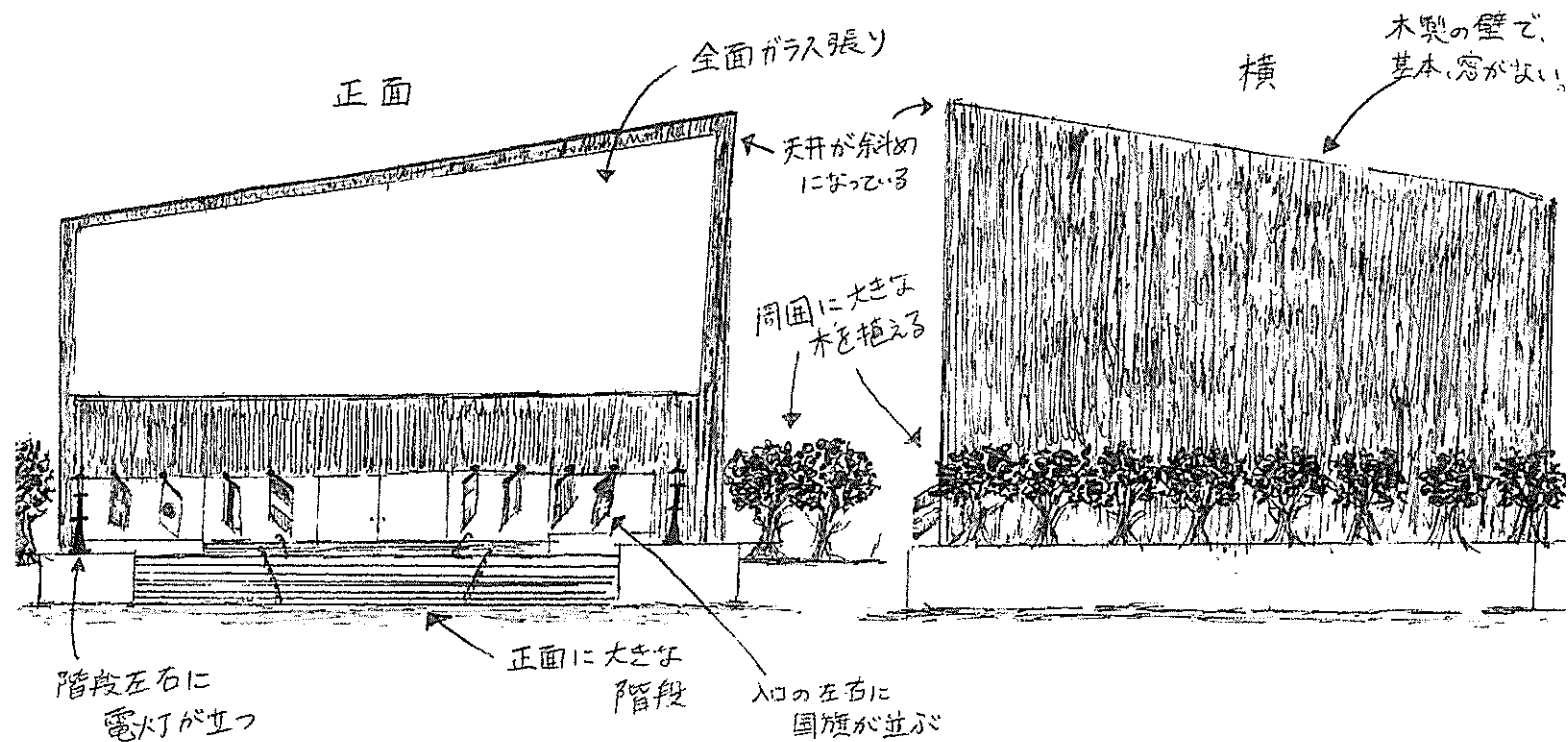 正面
全面ガラス張り
横
木製の壁で、
基本、窓がない。
天井が斜め
になっている
周囲に大きな
木を植える
階段左右に
電灯が立つ
正面に大きな
階段
入口の左右に
国旗が並ぶ